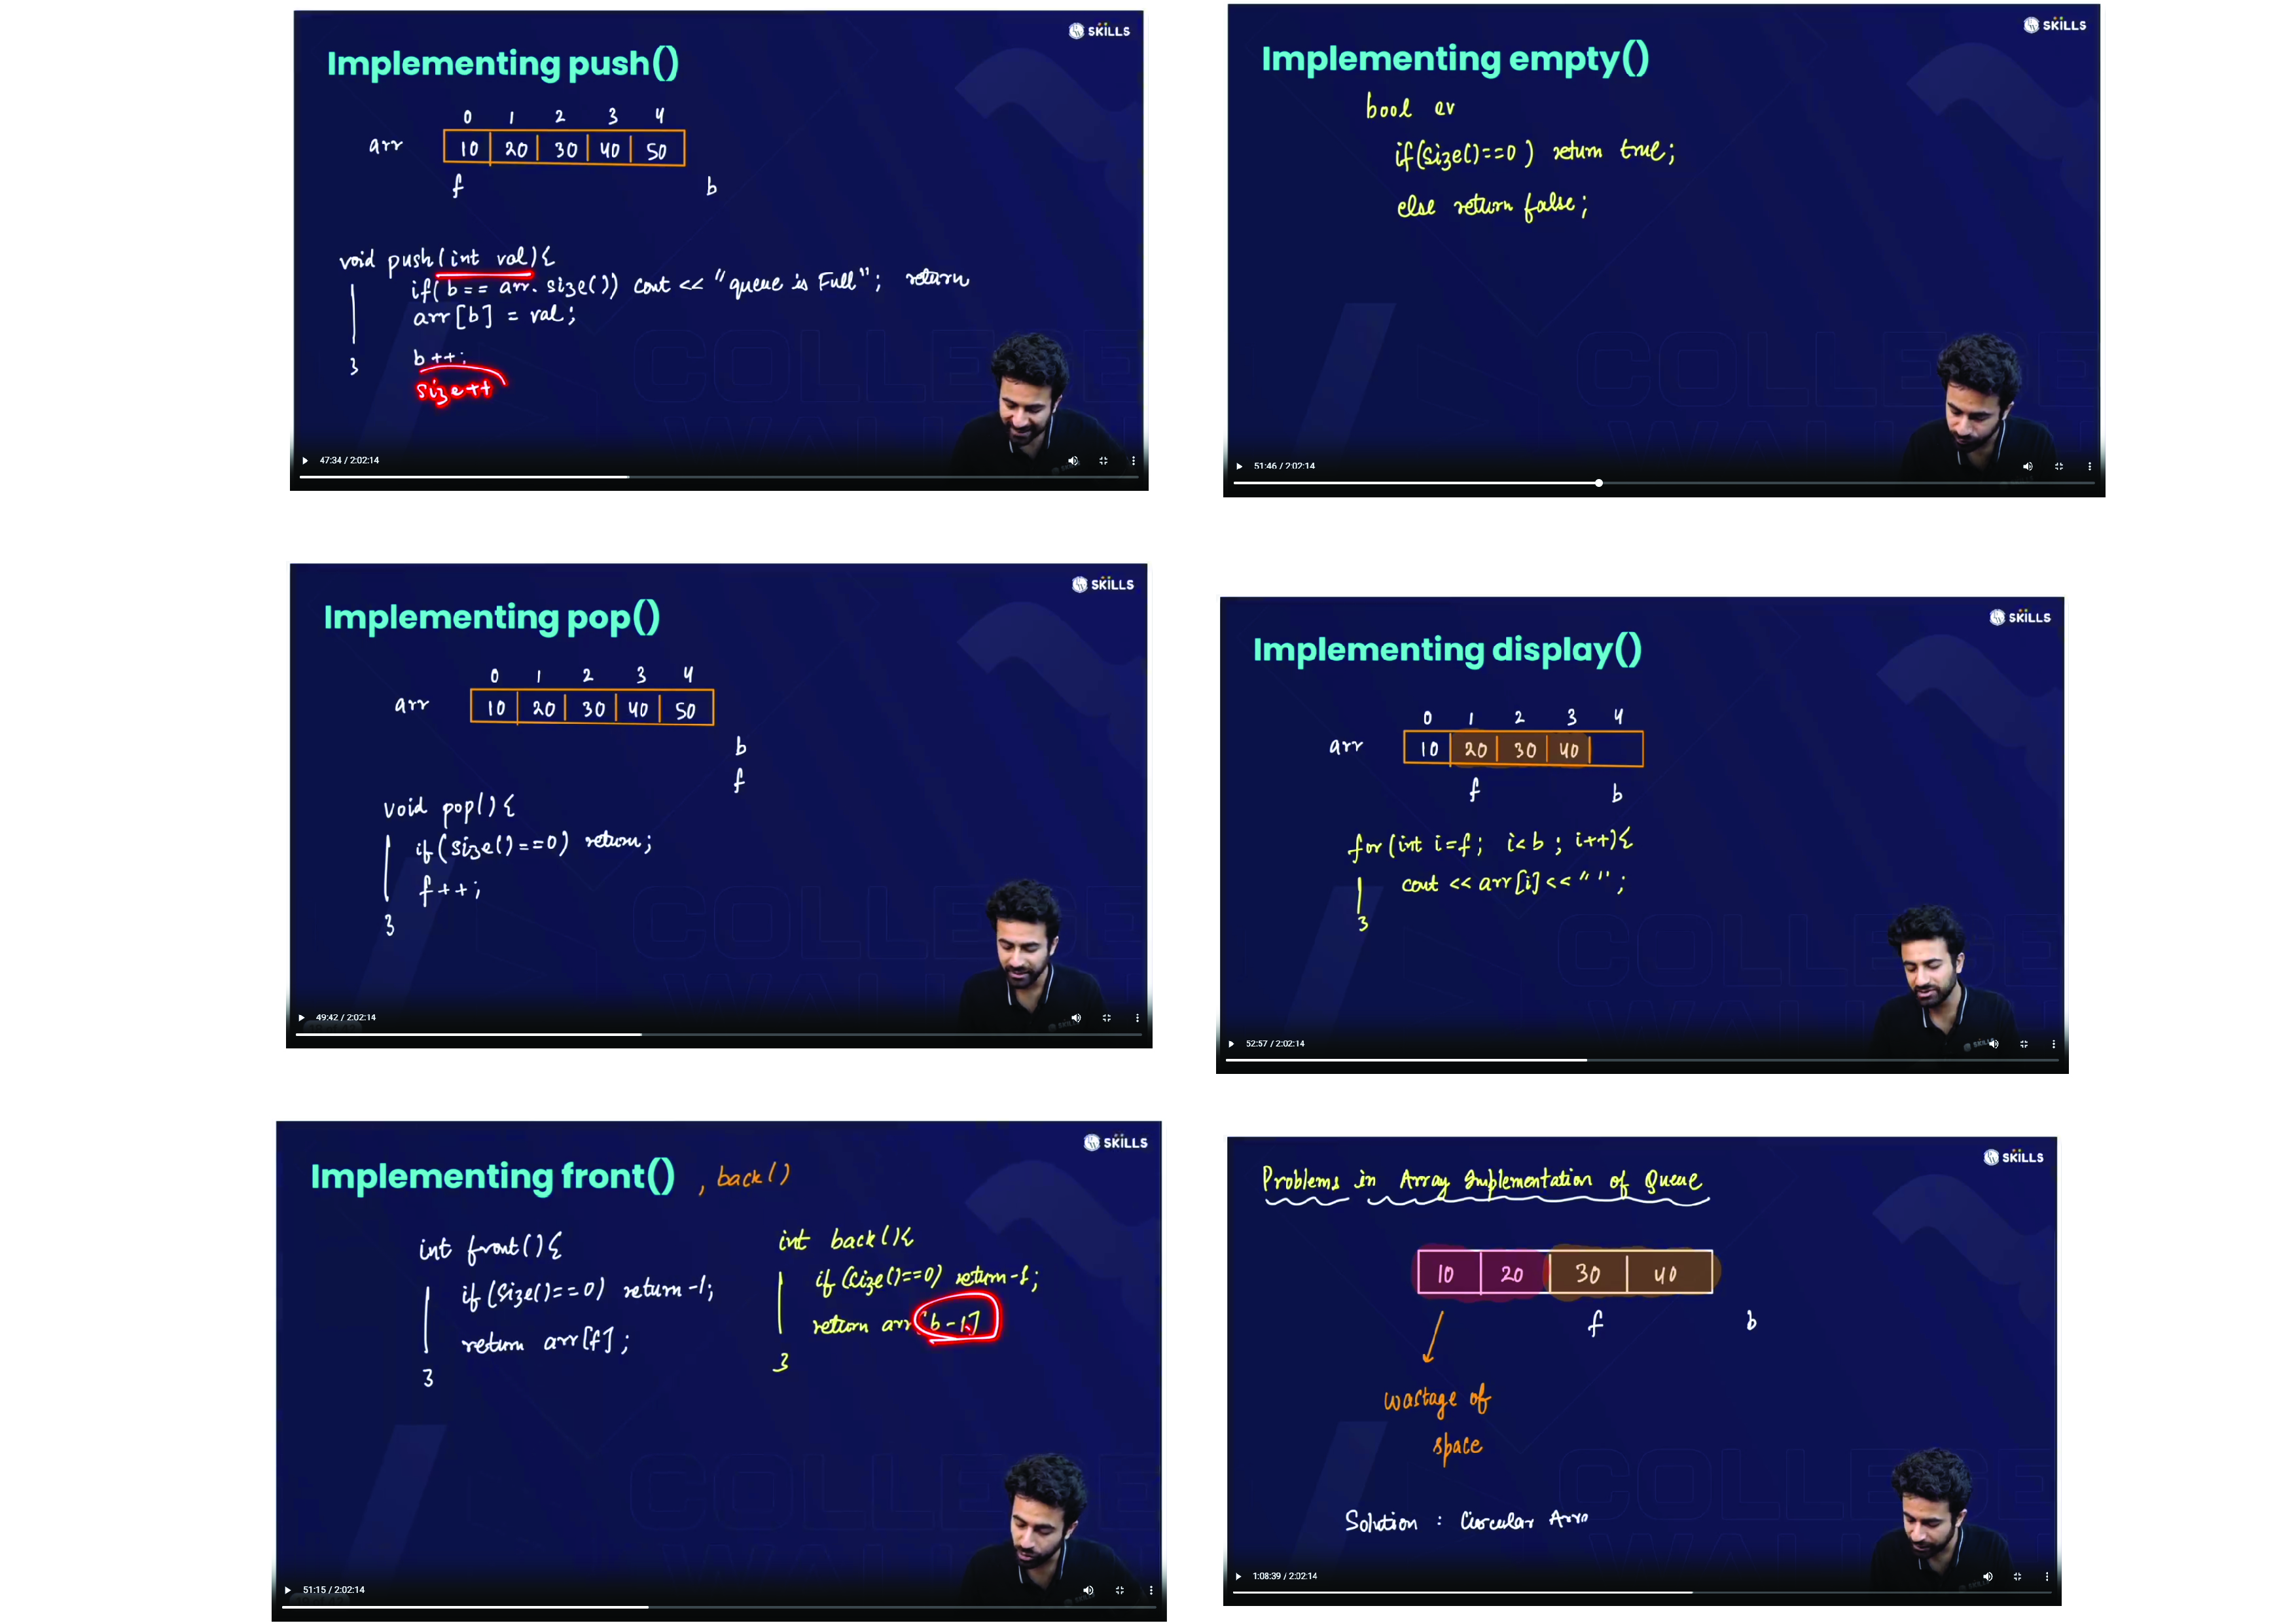 SKILLS
Implementing push()
0 1 2 3 4
arr 10 20 30 40 50
f b
void push(int val){
if( b == arr. size()) cout << "queue is Full"; return
arr[b] = val;
b++;
}
size++
47:34 / 2:02:14
SKILLS
Implementing empty()
bool ev
if(size()==0) return true;
else return false;
51:46 / 2:02:14
SKILLS
Implementing pop()
0 1 2 3 4
arr 10 20 30 40 50
b
f
void pop(){
if(size()==0) return;
f++;
}
49:42 / 2:02:14
SKILLS
Implementing display()
0 1 2 3 4
arr 10 20 30 40
f b
for(int i=f; i<b; i++){
cout << arr[i] << " ";
}
52:57 / 2:02:14
SKILLS
Implementing front() , back()
int front(){
if(size()==0) return -1;
return arr[f];
}
int back(){
if(size()==0) return -1;
return arr[b-1]
}
51:15 / 2:02:14
SKILLS
Problems in Array Implementation of Queue
10 20 30 40
f b
wastage of
space
Solution : Circular Arra
1:08:39 / 2:02:14